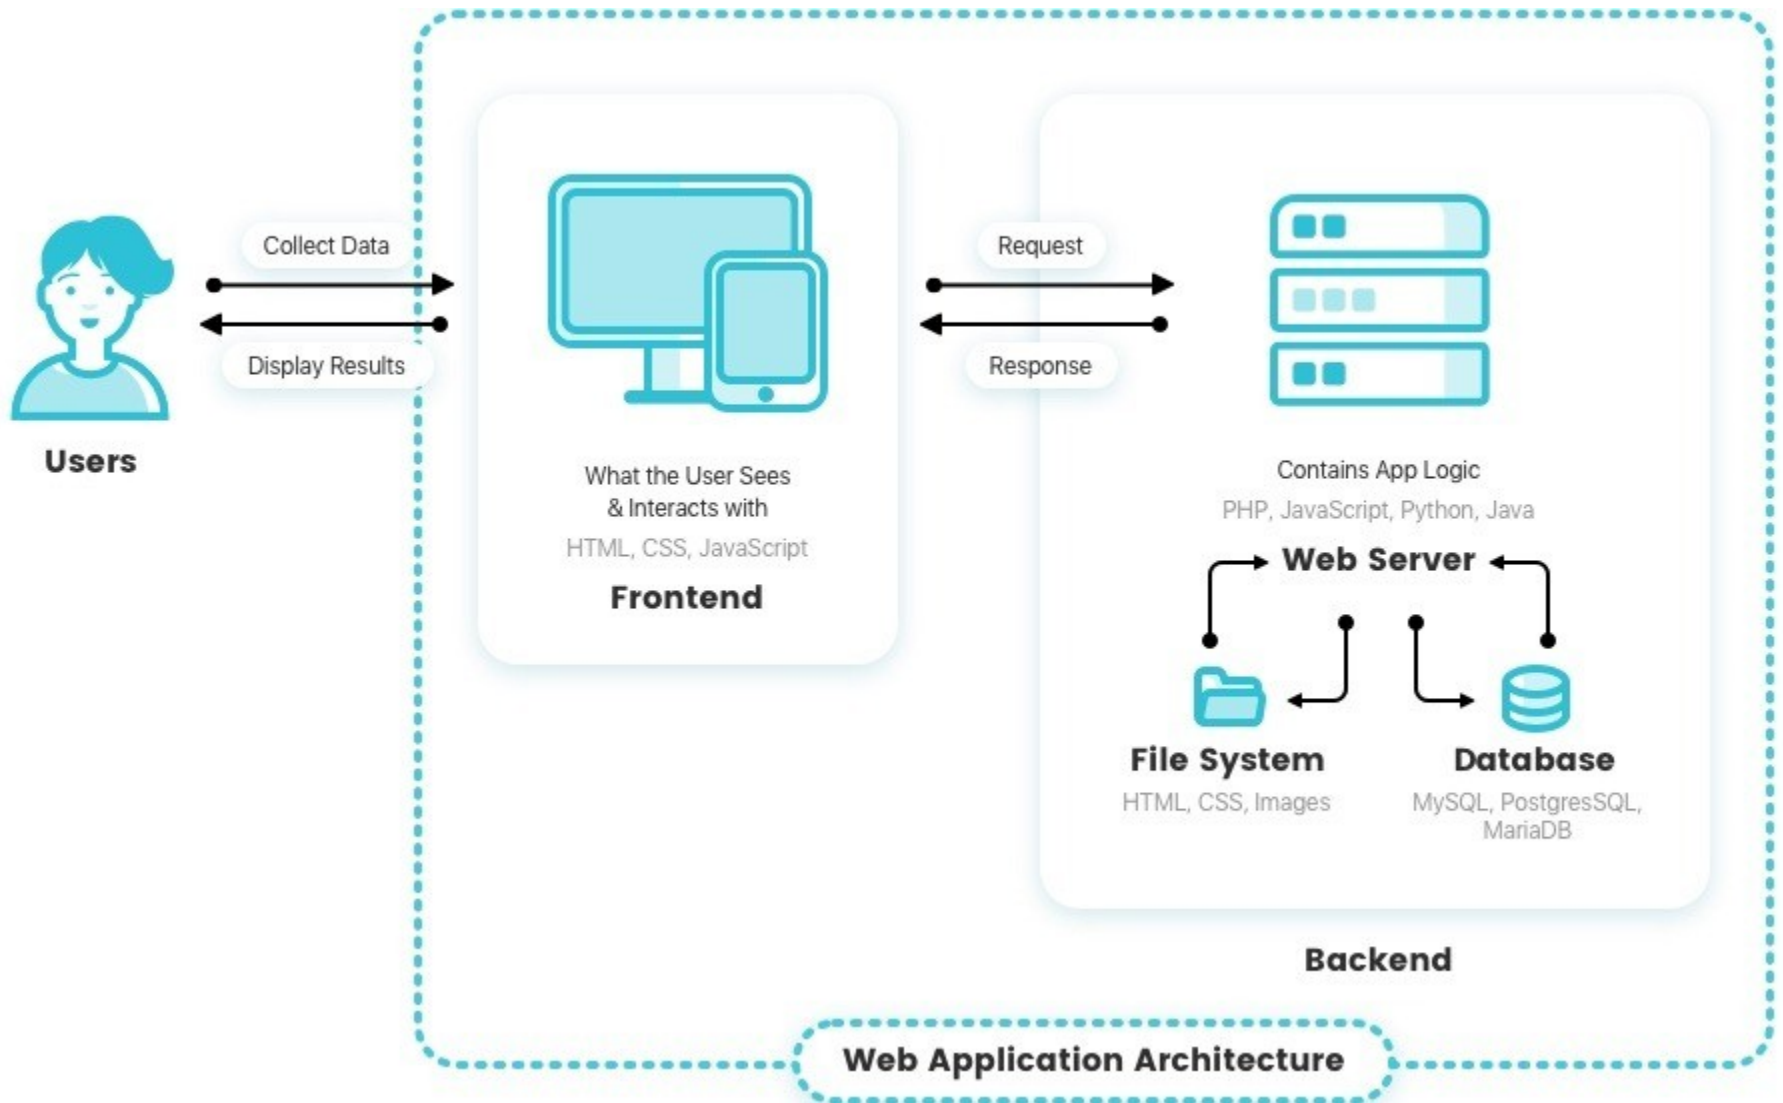 Users
Collect Data
Display Results
What the User Sees
& Interacts with
HTML, CSS, JavaScript
Frontend
Request
Response
Contains App Logic
PHP, JavaScript, Python, Java
Web Server
File System
HTML, CSS, Images
Database
MySQL, PostgresSQL,
MariaDB
Backend
Web Application Architecture